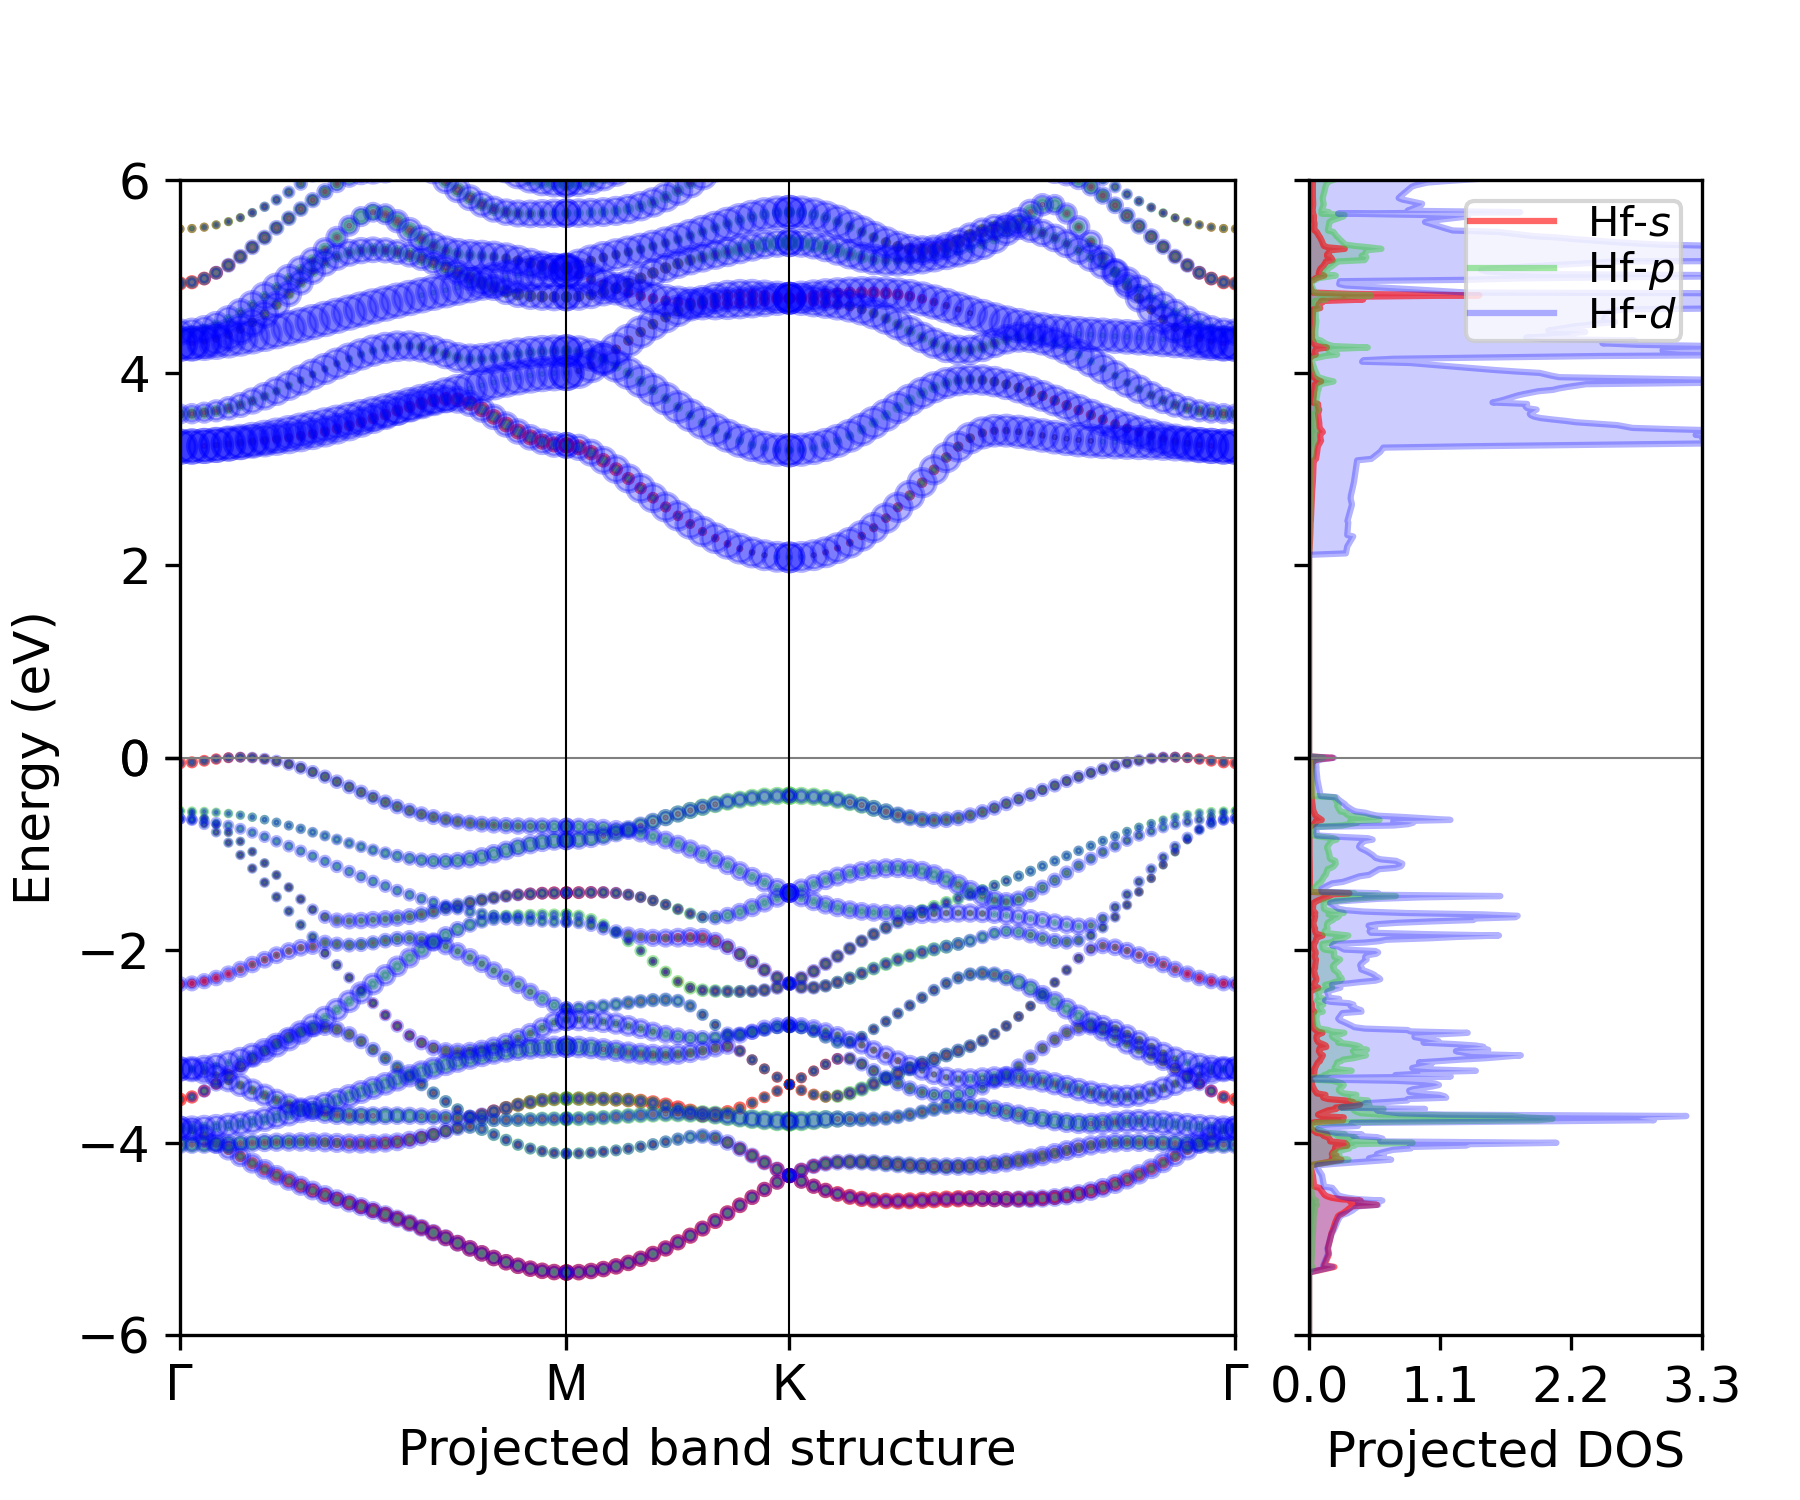 Energy (eV)
6
4
2
0
−2
−4
−6
Γ M K Γ
Projected band structure
Hf-s
Hf-p
Hf-d
0.0 1.1 2.2 3.3
Projected DOS